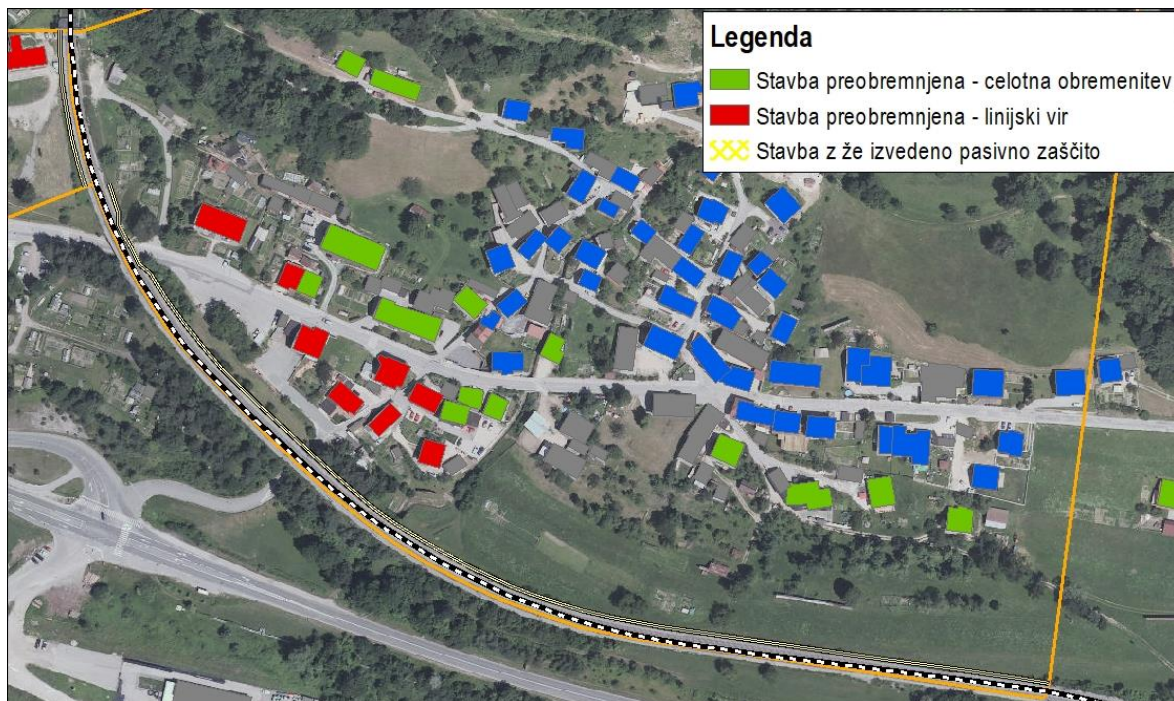 Legenda
Stavba preobremnjena - celotna obremenitev
Stavba preobremnjena - linijski vir
Stavba z že izvedeno pasivno zaščito